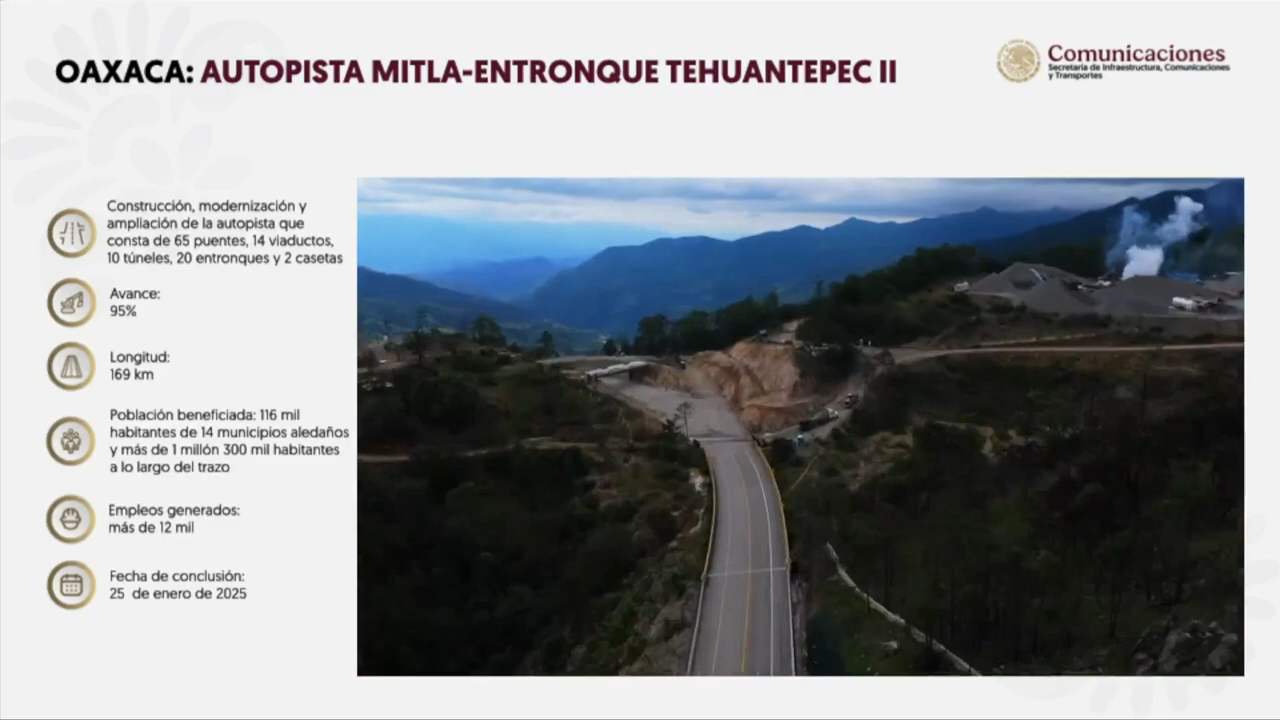 OAXACA: AUTOPISTA MITLA-ENTRONQUE TEHUANTEPEC II
Comunicaciones
Secretaría de Infraestructura, Comunicaciones
y Transportes
Construcción, modernización y
ampliación de la autopista que
consta de 65 puentes, 14 viaductos,
10 túneles, 20 entronques y 2 casetas
Avance:
95%
Longitud:
169 km
Población beneficiada: 116 mil
habitantes de 14 municipios aledaños
y más de 1 millón 300 mil habitantes
a lo largo del trazo
Empleos generados:
más de 12 mil
Fecha de conclusión:
25 de enero de 2025